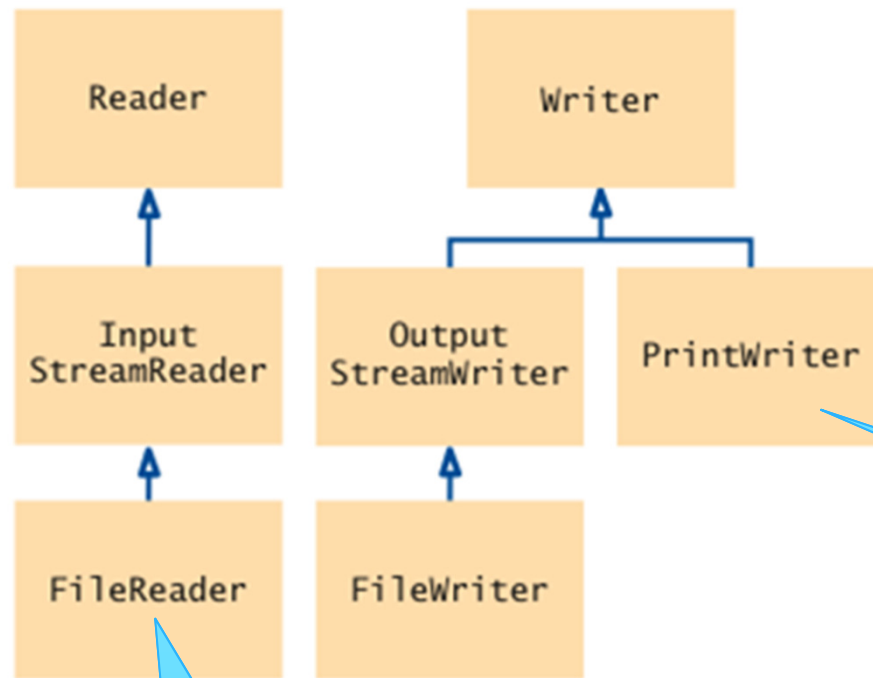 Reader
Writer
Input
StreamReader
Output
StreamWriter
PrintWriter
FileReader
FileWriter